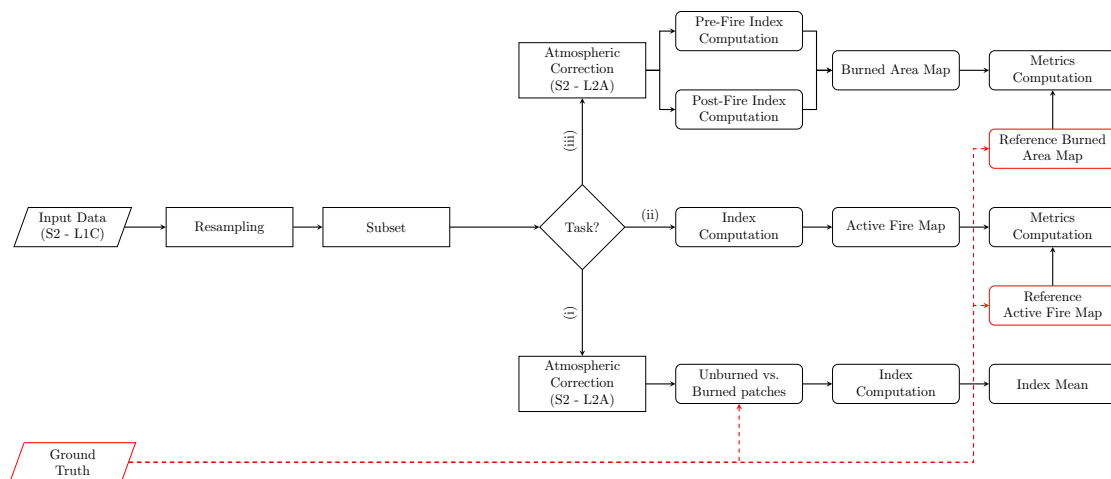 Pre-Fire Index
Computation
Atmospheric
Correction
(S2 - L2A)
Burned Area Map
Metrics
Computation
Post-Fire Index
Computation
(iii)
Reference Burned
Area Map
Input Data
(S2 - L1C)
Resampling
Subset
Task?
(ii)
Index
Computation
Active Fire Map
Metrics
Computation
(i)
Reference
Active Fire Map
Atmospheric
Correction
(S2 - L2A)
Unburned vs.
Burned patches
Index
Computation
Index Mean
Ground
Truth